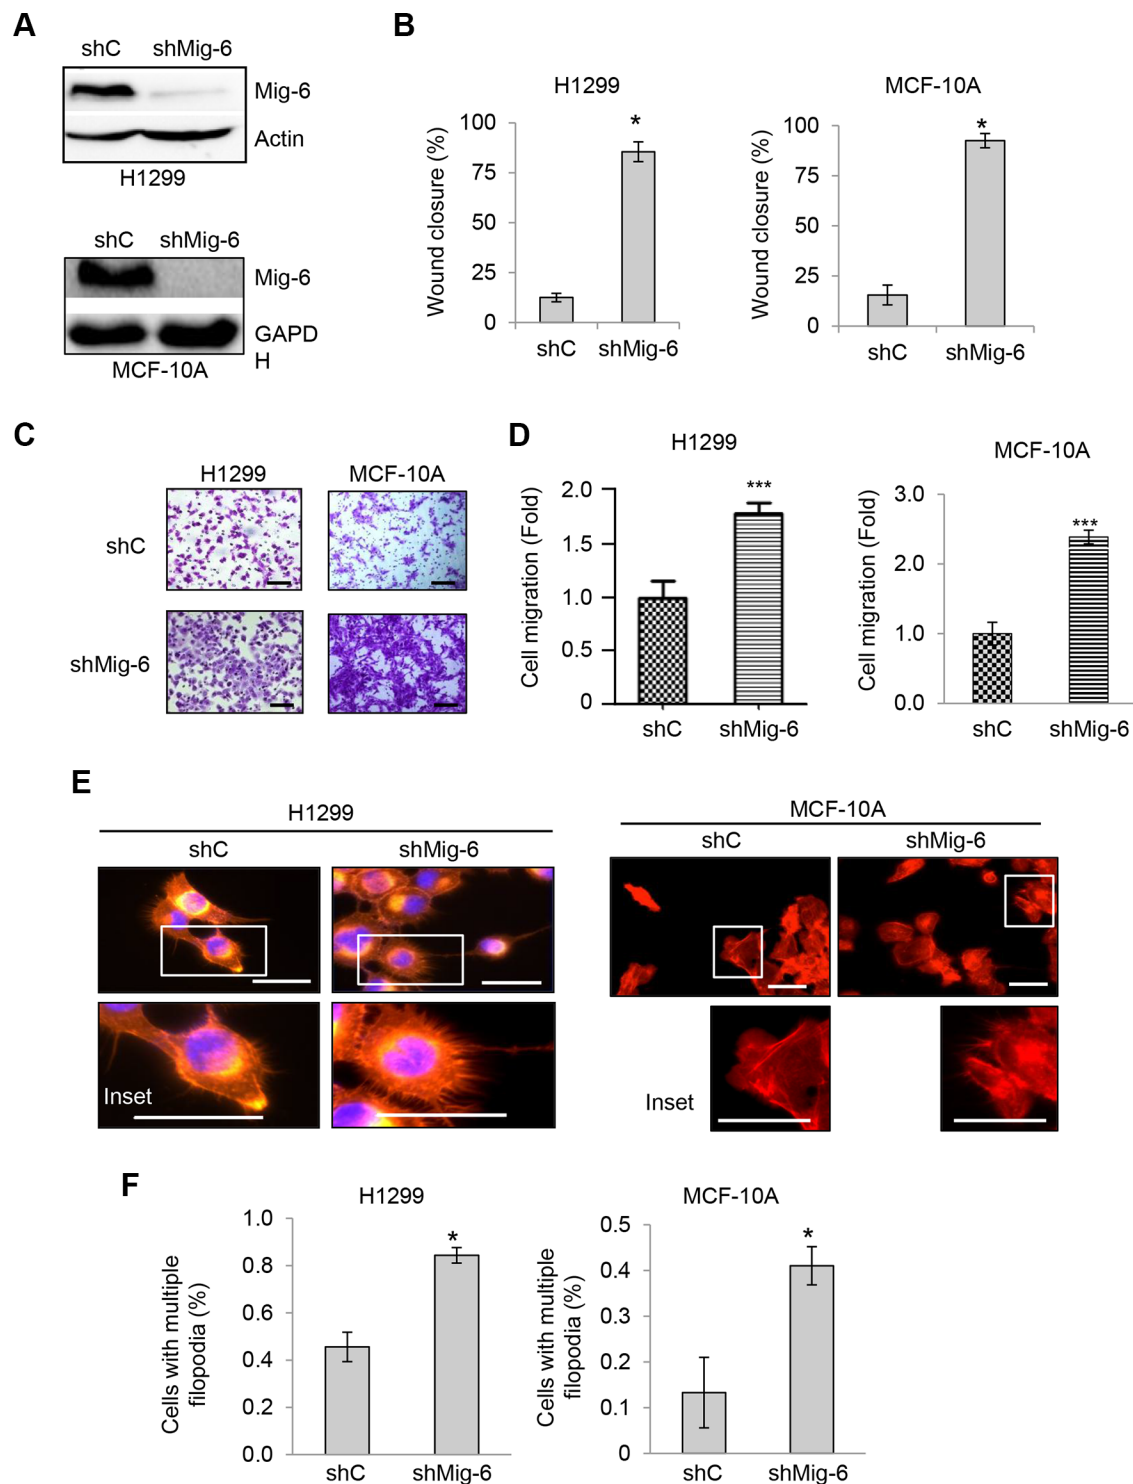 A
shC shMig-6
Mig-6
Actin
H1299
shC shMig-6
Mig-6
GAPD
H
MCF-10A
B
H1299
Wound closure (%)
100
75
50
25
0
*
shC shMig-6
MCF-10A
Wound closure (%)
100
75
50
25
0
*
shC shMig-6
C
H1299 MCF-10A
shC
shMig-6
D
H1299
Cell migration (Fold)
2.0
1.5
1.0
0.5
0
***
shC shMig-6
MCF-10A
Cell migration (Fold)
3.0
2.0
1.0
0.0
***
shC shMig-6
E
H1299
shC shMig-6
Inset
MCF-10A
shC shMig-6
Inset
F
H1299
Cells with multiple
filopodia (%)
1.0
0.8
0.6
0.4
0.2
0.0
*
shC shMig-6
MCF-10A
Cells with multiple
filopodia (%)
0.5
0.4
0.3
0.2
0.1
0
*
shC shMig-6